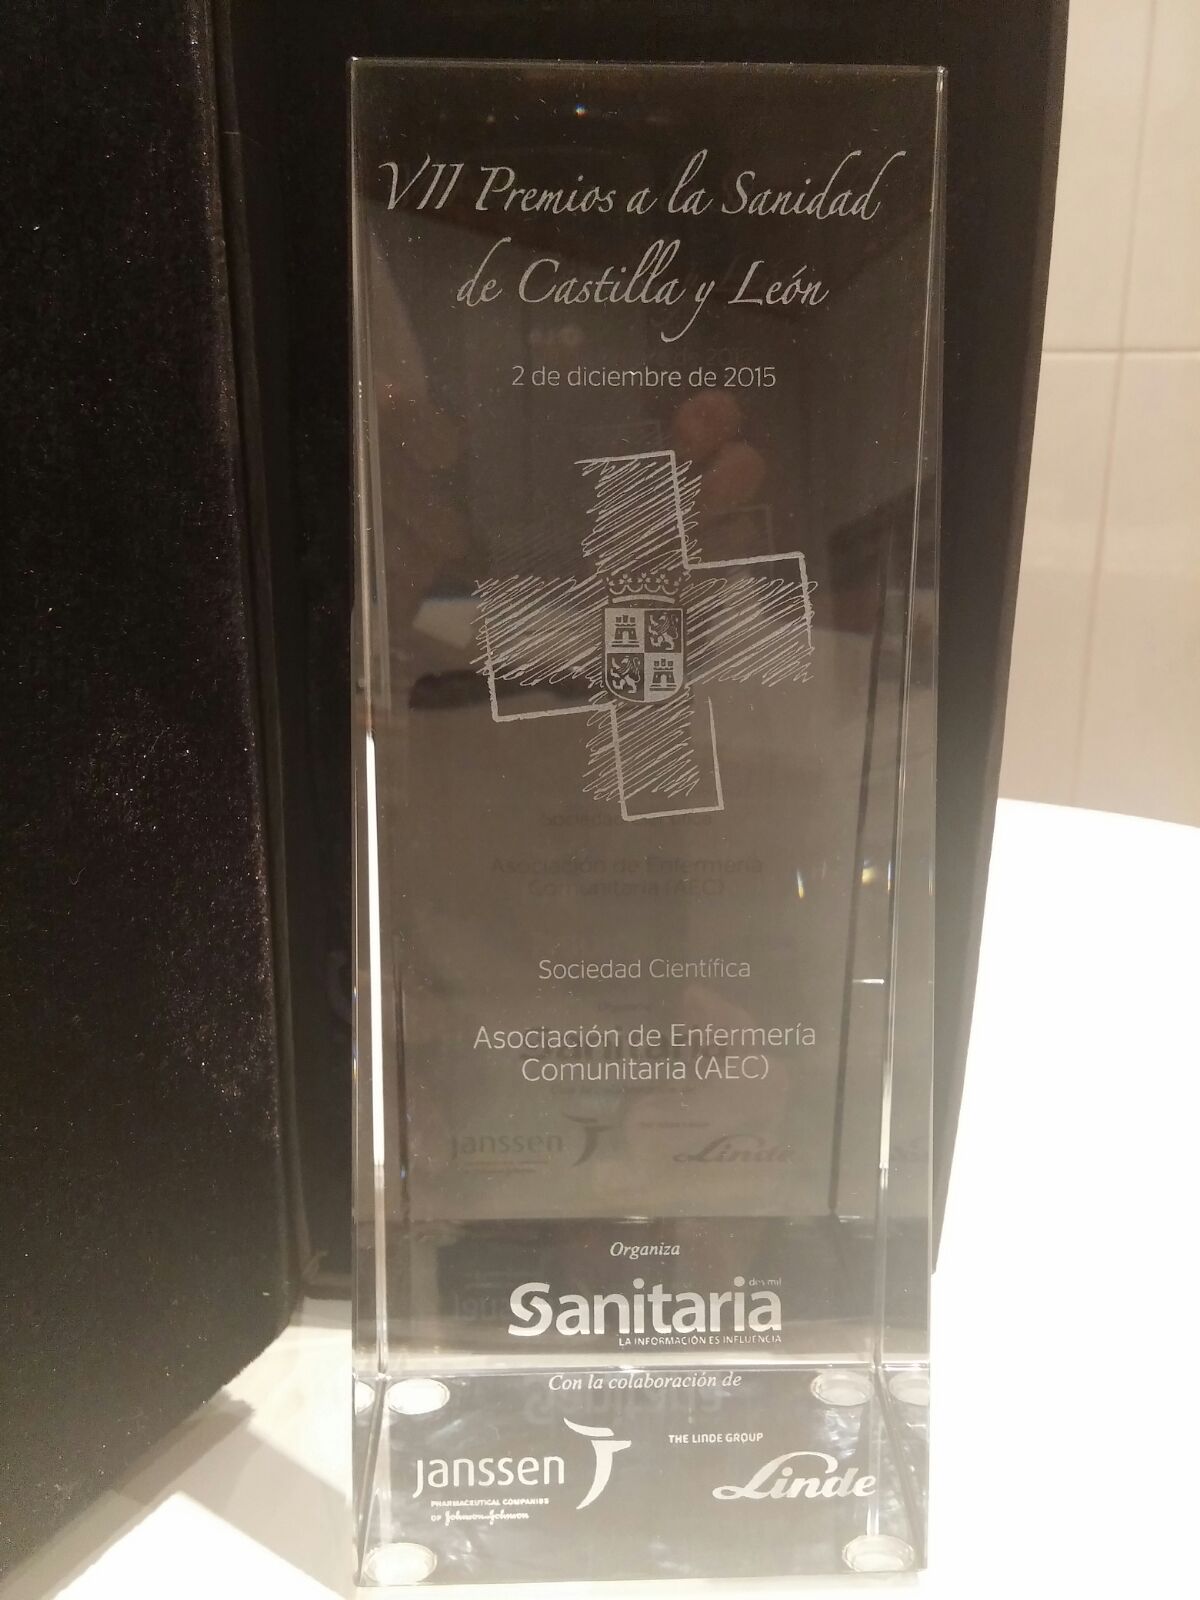 VII Premios a la Sanidad
de Castilla y León
2 de diciembre de 2015
Sociedad Científica
Asociación de Enfermería
Comunitaria (AEC)
Organiza
Sanitaria
LA INFORMACIÓN ES INFLUENCIA
Con la colaboración de
janssen
PHARMACEUTICAL COMPANIES
OF Johnson & Johnson
THE LINDE GROUP
Linde